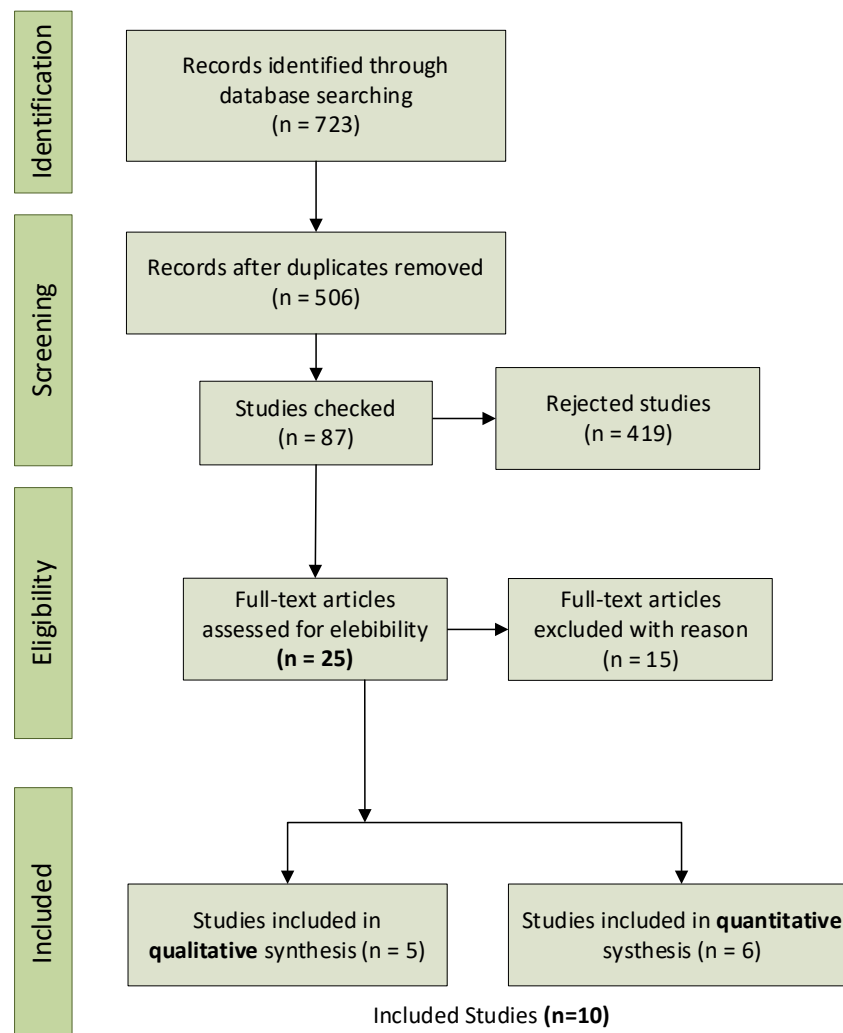 Identification
Records identified through
database searching
(n = 723)
Screening
Records after duplicates removed
(n = 506)
Studies checked
(n = 87)
Rejected studies
(n = 419)
Eligibility
Full-text articles
assessed for elebibility
(n = 25)
Full-text articles
excluded with reason
(n = 15)
Included
Studies included in
qualitative synthesis (n = 5)
Studies included in quantitative
systhesis (n = 6)
Included Studies (n=10)